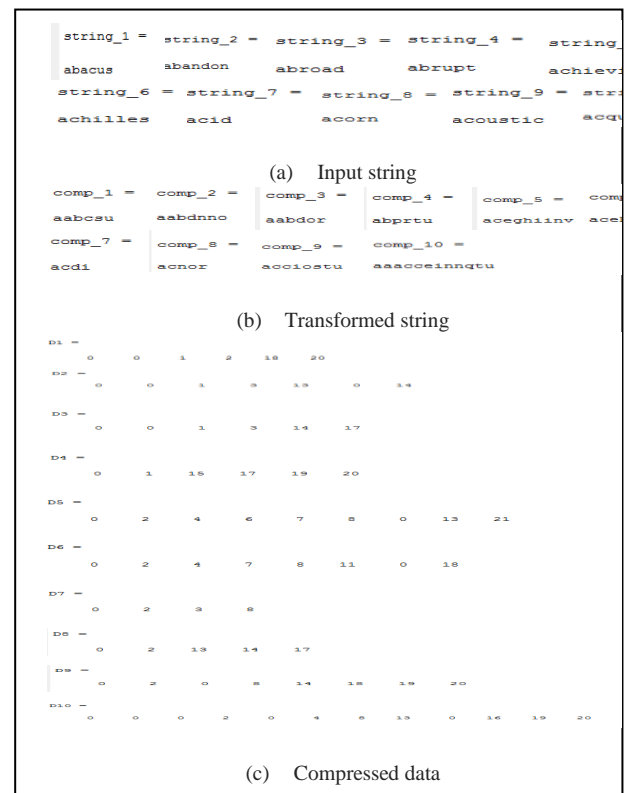 string_1 = string_2 = string_3 = string_4 = string_
abacus abandon abroad abrupt achievi
string_6 = string_7 = string_8 = string_9 = stri
achilles acid acorn acoustic acqu
(a) Input string
comp_1 = comp_2 = comp_3 = comp_4 = comp_5 = comp
aabcsu aabdnno aabdor abprtu aceghiinv aceh
comp_7 = comp_8 = comp_9 = comp_10 =
acdi acnor acciostu aaacceinnqtu
(b) Transformed string
D1 =
0 0 1 2 18 20
D2 =
0 0 1 3 13 0 14
D3 =
0 0 1 3 14 17
D4 =
0 1 15 17 19 20
D5 =
0 2 4 6 7 8 0 13 21
D6 =
0 2 4 7 8 11 0 18
D7 =
0 2 3 8
D8 =
0 2 13 14 17
D9 =
0 2 0 8 14 18 19 20
D10 =
0 0 0 2 0 4 8 13 0 16 19 20
(c) Compressed data